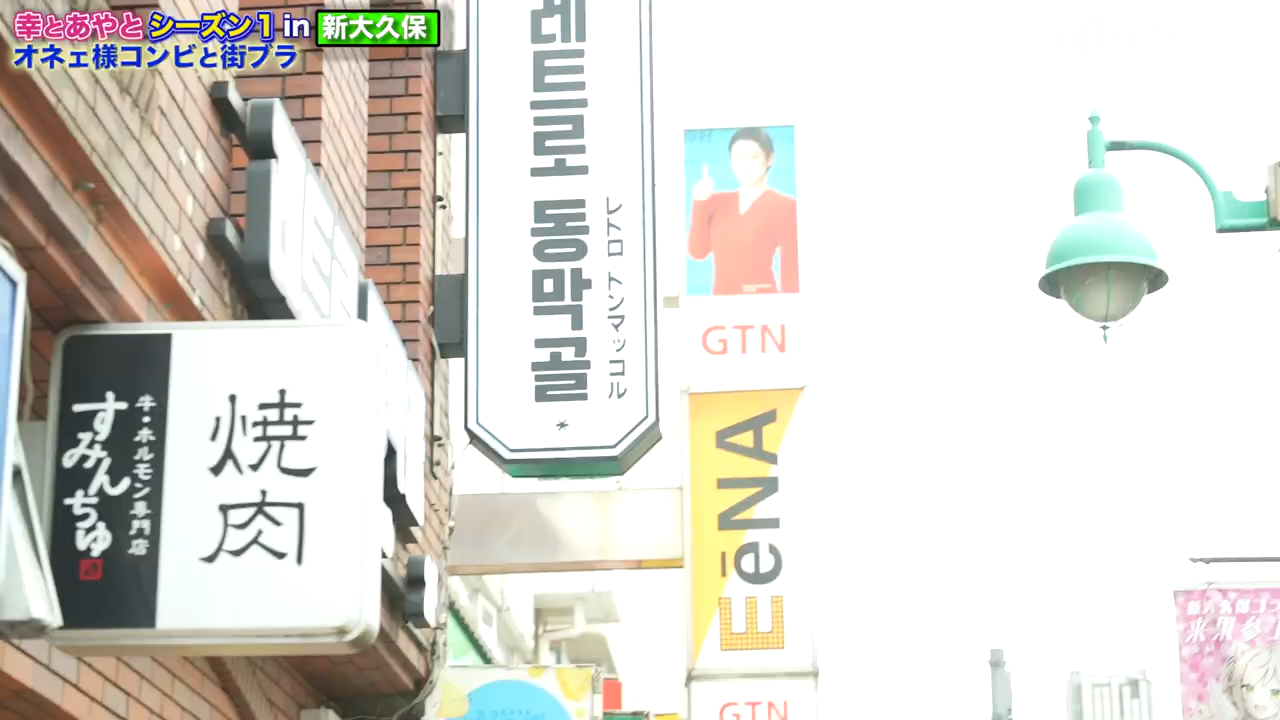 幸とあやと シーズン1 in 新大久保
オネェ様コンビと街ブラ
레트로 동막골
レトロ トンマッコル
你好
GTN
EēNA
GTN
焼肉
牛・ホルモン専門店
すみんちゅ